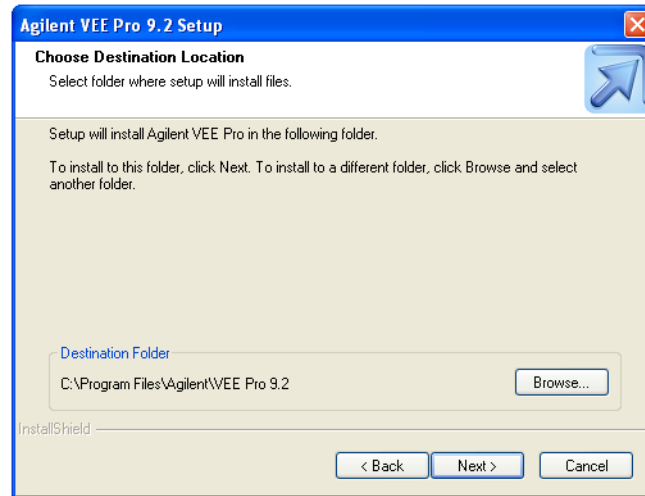 Agilent VEE Pro 9.2 Setup
Choose Destination Location
Select folder where setup will install files.
Setup will install Agilent VEE Pro in the following folder.
To install to this folder, click Next. To install to a different folder, click Browse and select
another folder.
Destination Folder
C:\Program Files\Agilent\VEE Pro 9.2
Browse...
InstallShield
< Back
Next >
Cancel